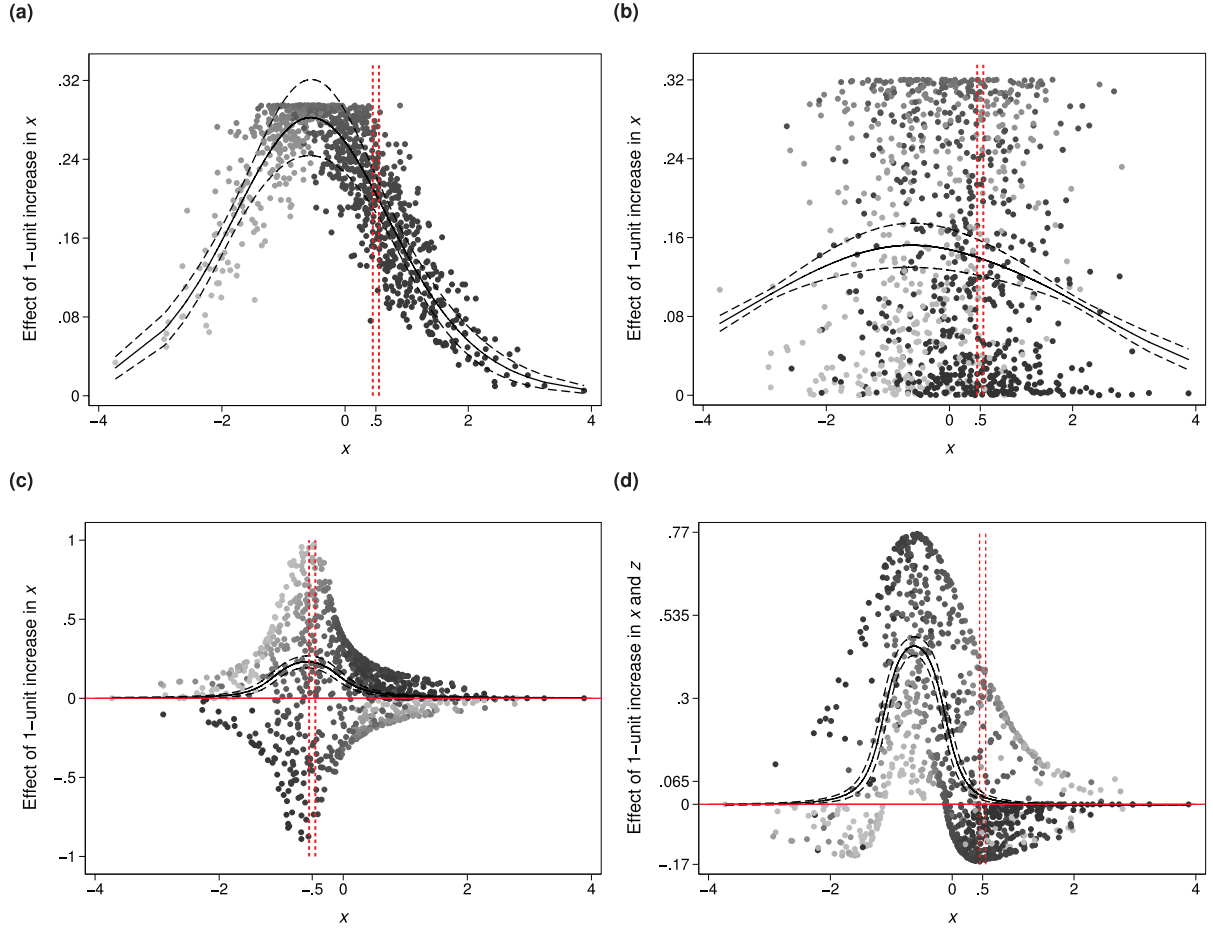 (a)
Effect of 1−unit increase in x
.32
.24
.16
.08
0
−4 −2 0 .5 2 4
x
(b)
Effect of 1−unit increase in x
.32
.24
.16
.08
0
−4 −2 0 .5 2 4
x
(c)
Effect of 1−unit increase in x
1
.5
0
−.5
−1
−4 −2 −.5 0 2 4
x
(d)
Effect of 1−unit increase in x and z
.77
.535
.3
.065
0
−.17
−4 −2 0 .5 2 4
x